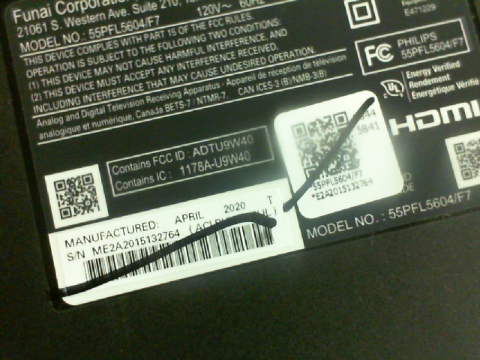 Funai Corporation
21061 S. Western Ave. Suite 210,
MODEL NO : 55PFL5604/F7 120V~ 60Hz
THIS DEVICE COMPLIES WITH PART 15 OF THE FCC RULES.
OPERATION IS SUBJECT TO THE FOLLOWING TWO CONDITIONS:
(1) THIS DEVICE MAY NOT CAUSE HARMFUL INTERFERENCE, AND
(2) THIS DEVICE MUST ACCEPT ANY INTERFERENCE RECEIVED,
INCLUDING INTERFERENCE THAT MAY CAUSE UNDESIRED OPERATION.
Analog and Digital Television Receiving Apparatus - Appareil de réception de télévision
analogique et numérique, Canada BETS-7 / NTMR-7. CAN ICES-3 (B)/NMB-3(B)
E471229
FC PHILIPS
55PFL5604/F7
UL Energy Verified
Rendement
Énergétique Vérifié
HDMI
Contains FCC ID : ADTU9W40
Contains IC : 1178A-U9W40
5841
55PFL5604/F7
*E2A2015132764
MANUFACTURED: APRIL 2020 T
S/N ME2A2015132764
MODEL NO. : 55PFL5604/F7